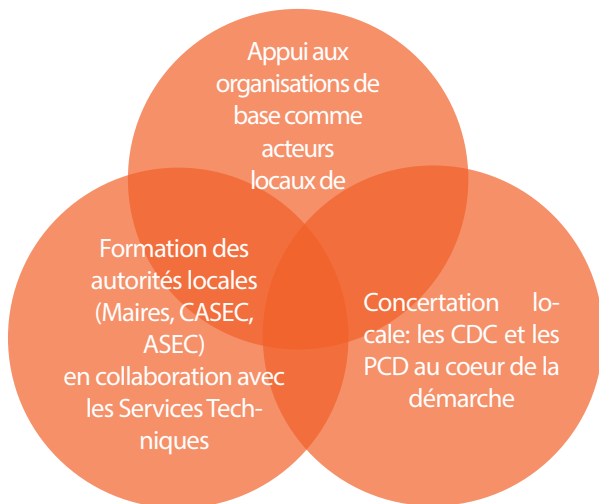 Appui aux
organisations de
base comme
acteurs
locaux de
Formation des
autorités locales
(Maires, CASEC,
ASEC)
en collaboration avec
les Services Tech-
niques
Concertation lo-
cale: les CDC et les
PCD au coeur de la
démarche